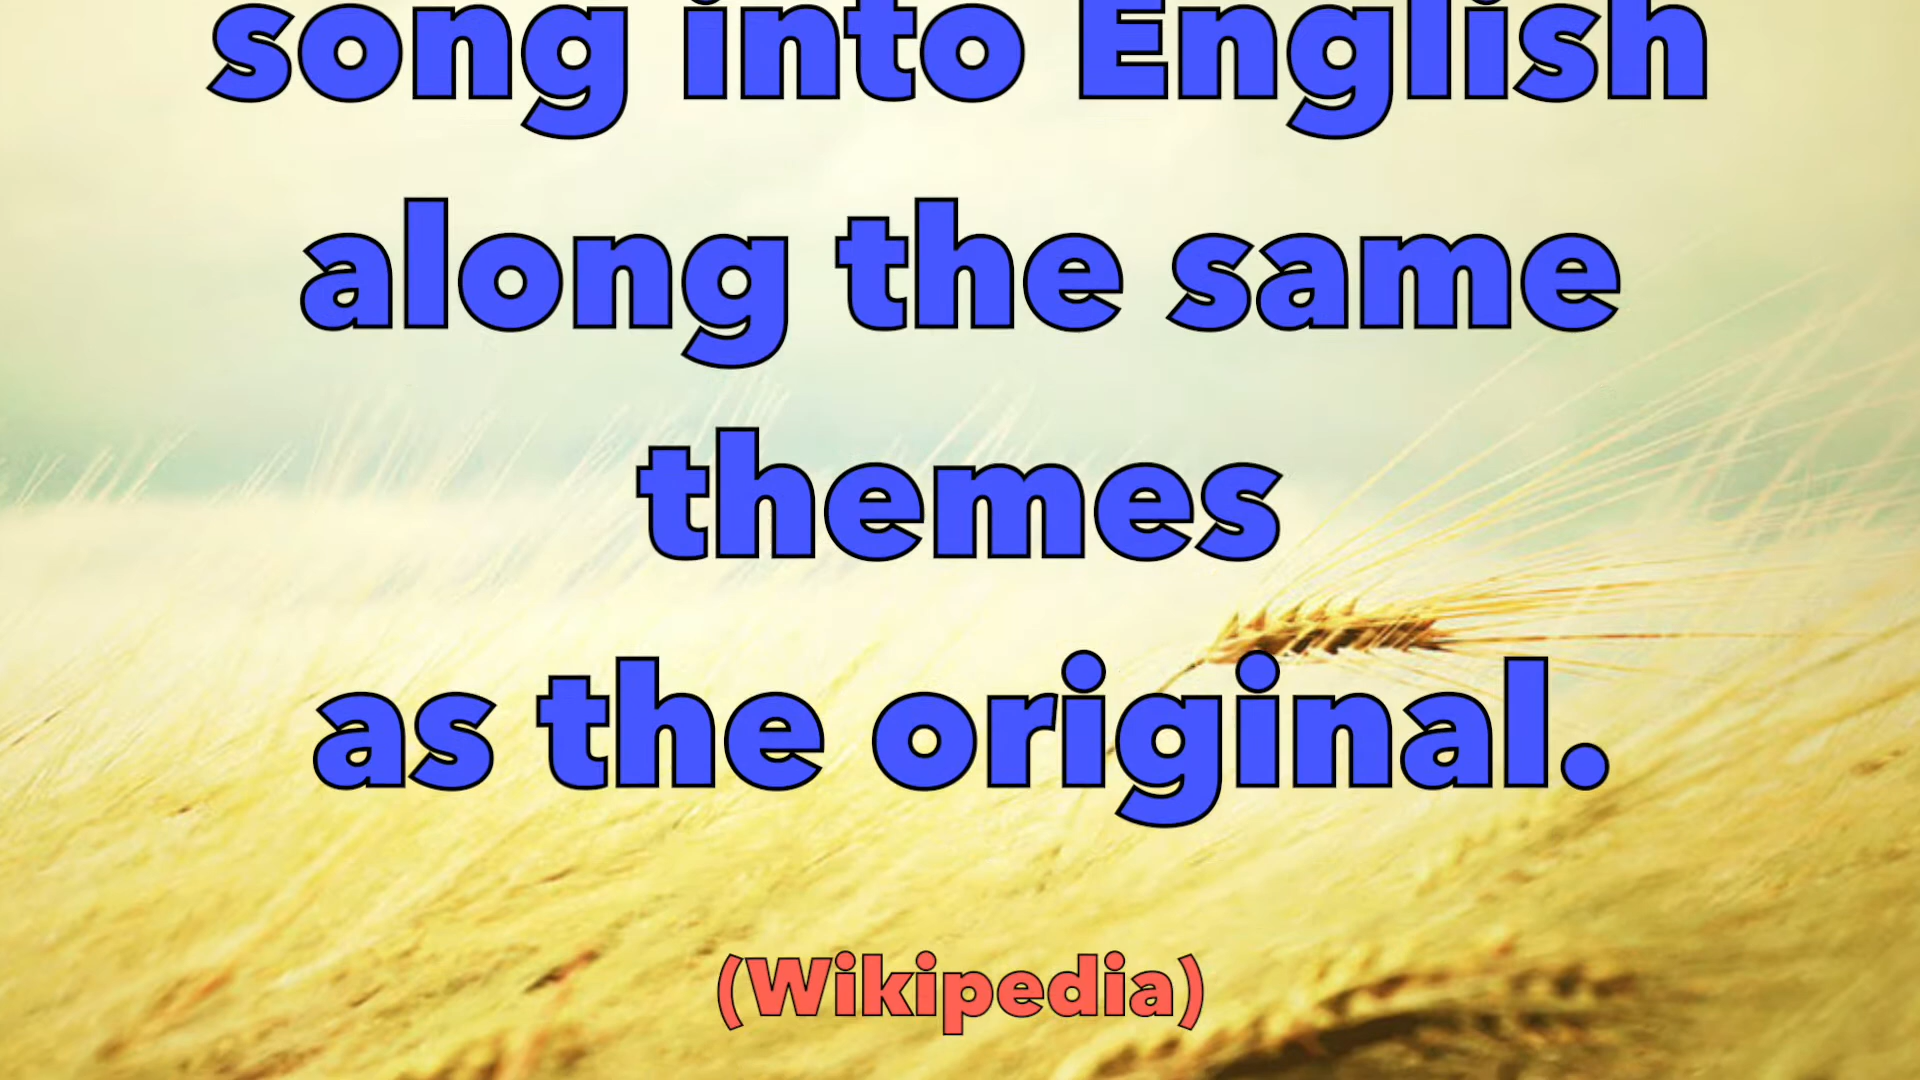 song into English
along the same
themes
as the original.
(Wikipedia)